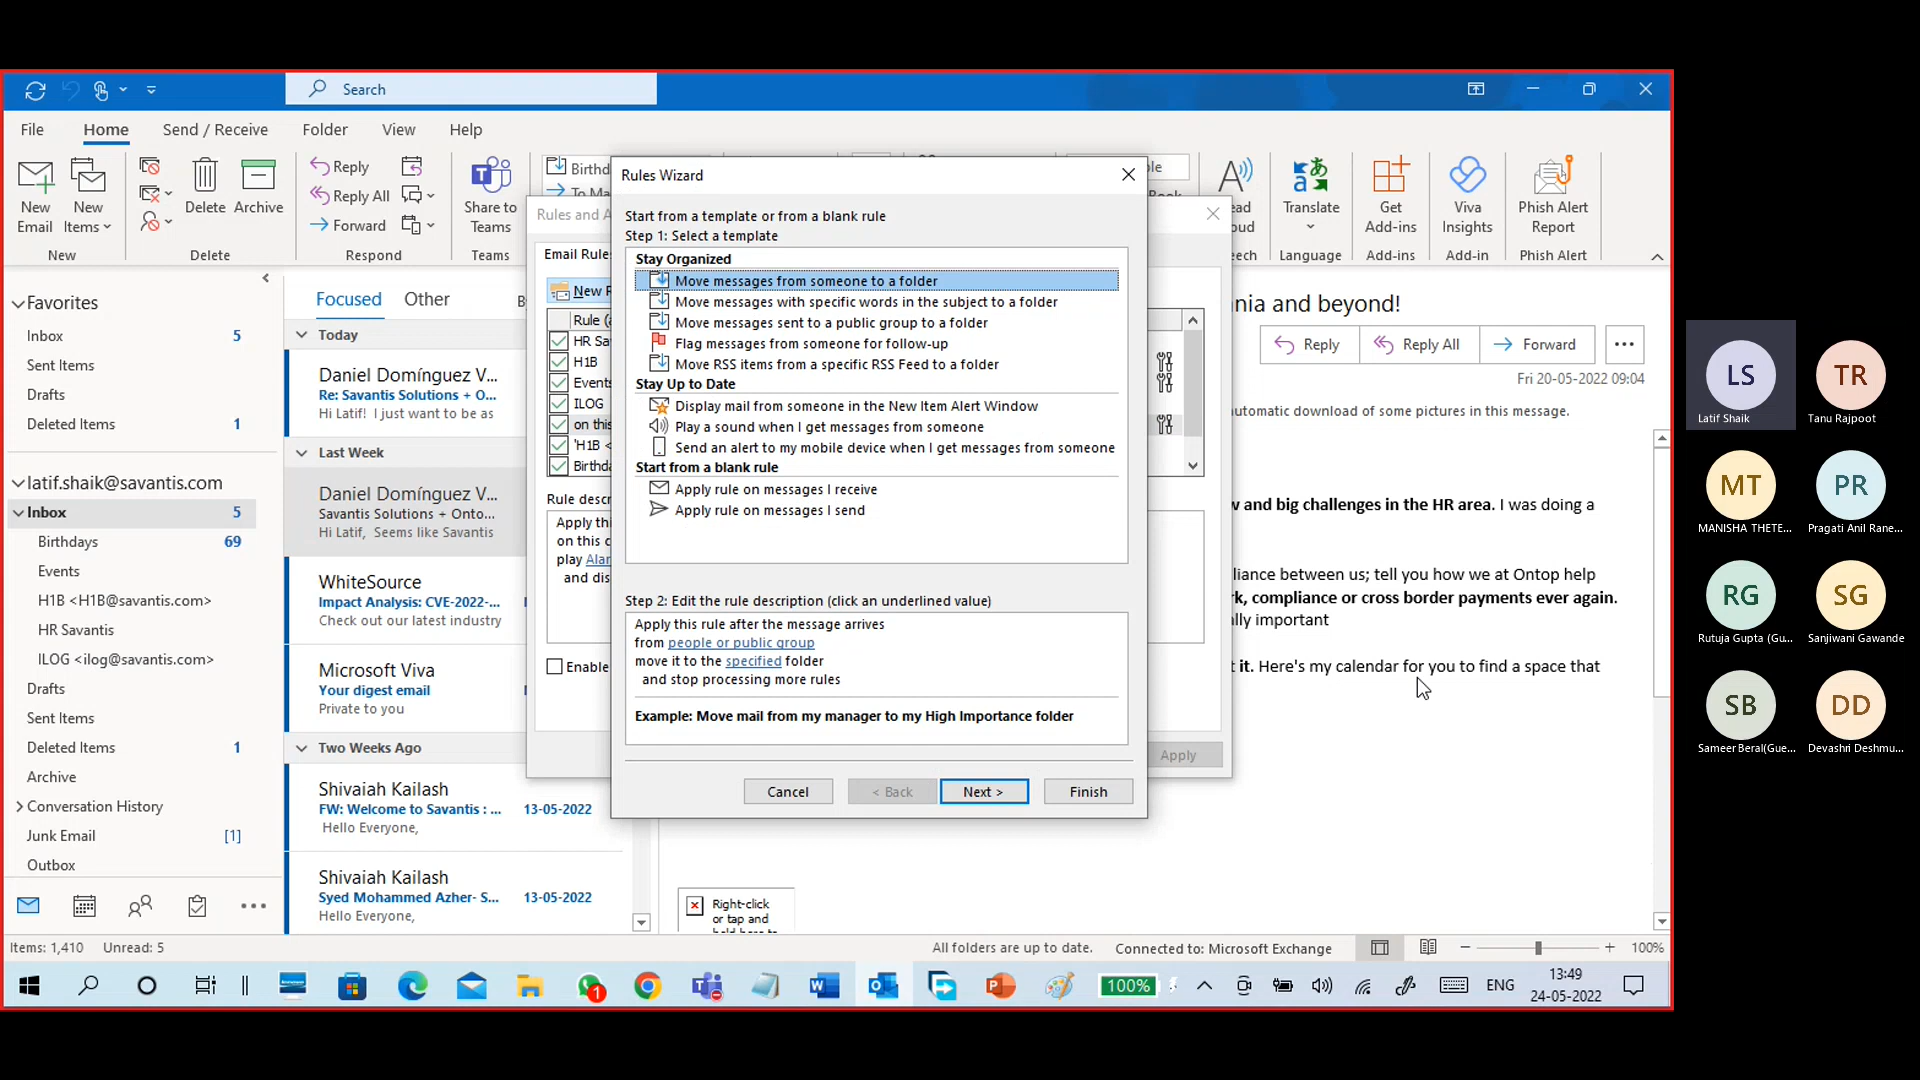 Search
File
Home
Send / Receive
Folder
View
Help
New
Email
New
Items
New
Delete
Archive
Delete
Reply
Reply All
Forward
Respond
Share to
Teams
Teams
Translate
Language
Get
Add-ins
Add-ins
Viva
Insights
Add-in
Phish Alert
Report
Phish Alert
Favorites
Inbox 5
Sent Items
Drafts
Deleted Items 1
latif.shaik@savantis.com
Inbox 5
Birthdays 69
Events
H1B <H1B@savantis.com>
HR Savantis
ILOG <ilog@savantis.com>
Drafts
Sent Items
Deleted Items 1
Archive
Conversation History
Junk Email [1]
Outbox
Items: 1,410 Unread: 5
Focused Other
Today
Daniel Domínguez V...
Re: Savantis Solutions + O...
Hi Latif! I just want to be as
Last Week
Daniel Domínguez V...
Savantis Solutions + Onto...
Hi Latif, Seems like Savantis
WhiteSource
Impact Analysis: CVE-2022-...
Check out our latest industry
Microsoft Viva
Your digest email
Private to you
Two Weeks Ago
Shivaiah Kailash
FW: Welcome to Savantis : ... 13-05-2022
Hello Everyone,
Shivaiah Kailash
Syed Mohammed Azher- S... 13-05-2022
Hello Everyone,
Rules and A
Email Rule
New R
Rule (a
HR Sa
H1B
Events
ILOG
on this
'H1B <
Birthda
Rule descr
Apply thi
on this c
play Alar
and dis
Enable
Apply
Rules Wizard
Start from a template or from a blank rule
Step 1: Select a template
Stay Organized
Move messages from someone to a folder
Move messages with specific words in the subject to a folder
Move messages sent to a public group to a folder
Flag messages from someone for follow-up
Move RSS items from a specific RSS Feed to a folder
Stay Up to Date
Display mail from someone in the New Item Alert Window
Play a sound when I get messages from someone
Send an alert to my mobile device when I get messages from someone
Start from a blank rule
Apply rule on messages I receive
Apply rule on messages I send
Step 2: Edit the rule description (click an underlined value)
Apply this rule after the message arrives
from people or public group
move it to the specified folder
and stop processing more rules
Example: Move mail from my manager to my High Importance folder
Cancel < Back Next > Finish
nia and beyond!
Reply Reply All Forward
Fri 20-05-2022 09:04
utomatic download of some pictures in this message.
w and big challenges in the HR area. I was doing a
liance between us; tell you how we at Ontop help
rk, compliance or cross border payments ever again.
lly important
t it. Here's my calendar for you to find a space that
Right-click
or tap and
All folders are up to date. Connected to: Microsoft Exchange 100%
1
100%
ENG
13:49
24-05-2022
LS
Latif Shaik
TR
Tanu Rajpoot
MT
MANISHA THETE...
PR
Pragati Anil Rane...
RG
Rutuja Gupta (Gu...
SG
Sanjiwani Gawande
SB
Sameer Beral(Gue...
DD
Devashri Deshmu...